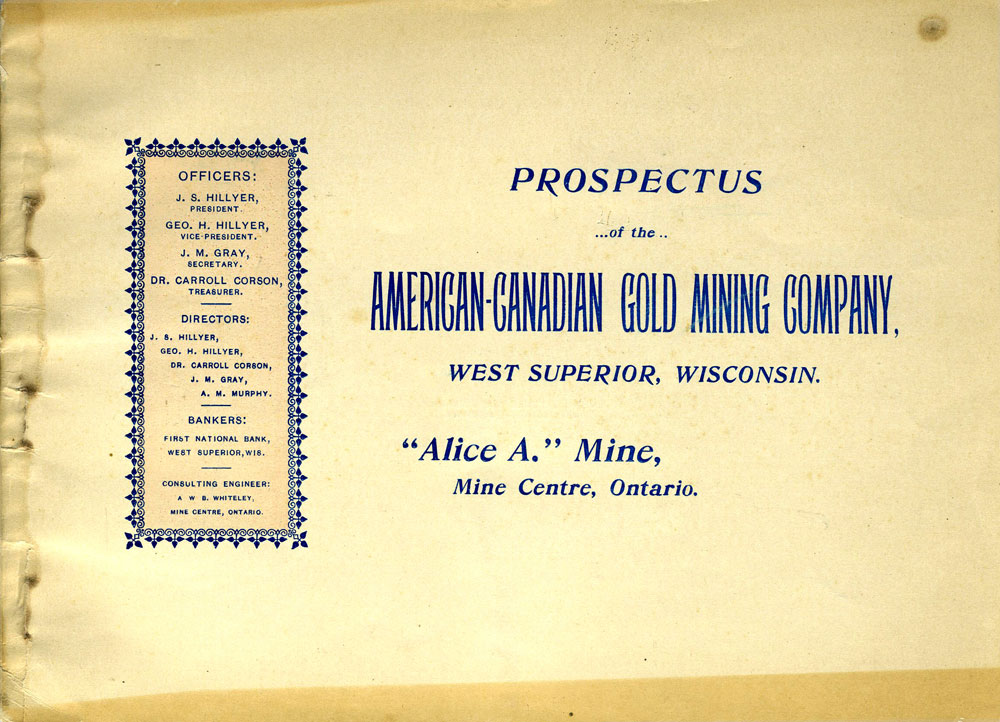 OFFICERS:
J. S. HILLYER,
PRESIDENT.
GEO. H. HILLYER,
VICE-PRESIDENT.
J. M. GRAY,
SECRETARY.
DR. CARROLL CORSON,
TREASURER.
DIRECTORS:
J. S. HILLYER,
GEO. H. HILLYER,
DR. CARROLL CORSON,
J. M. GRAY,
A. M. MURPHY.
BANKERS:
FIRST NATIONAL BANK,
WEST SUPERIOR, WIS.
CONSULTING ENGINEER:
A W B. WHITELEY,
MINE CENTRE, ONTARIO.
PROSPECTUS
...of the ..
AMERICAN-CANADIAN GOLD MINING COMPANY,
WEST SUPERIOR, WISCONSIN.
“Alice A.” Mine,
Mine Centre, Ontario.